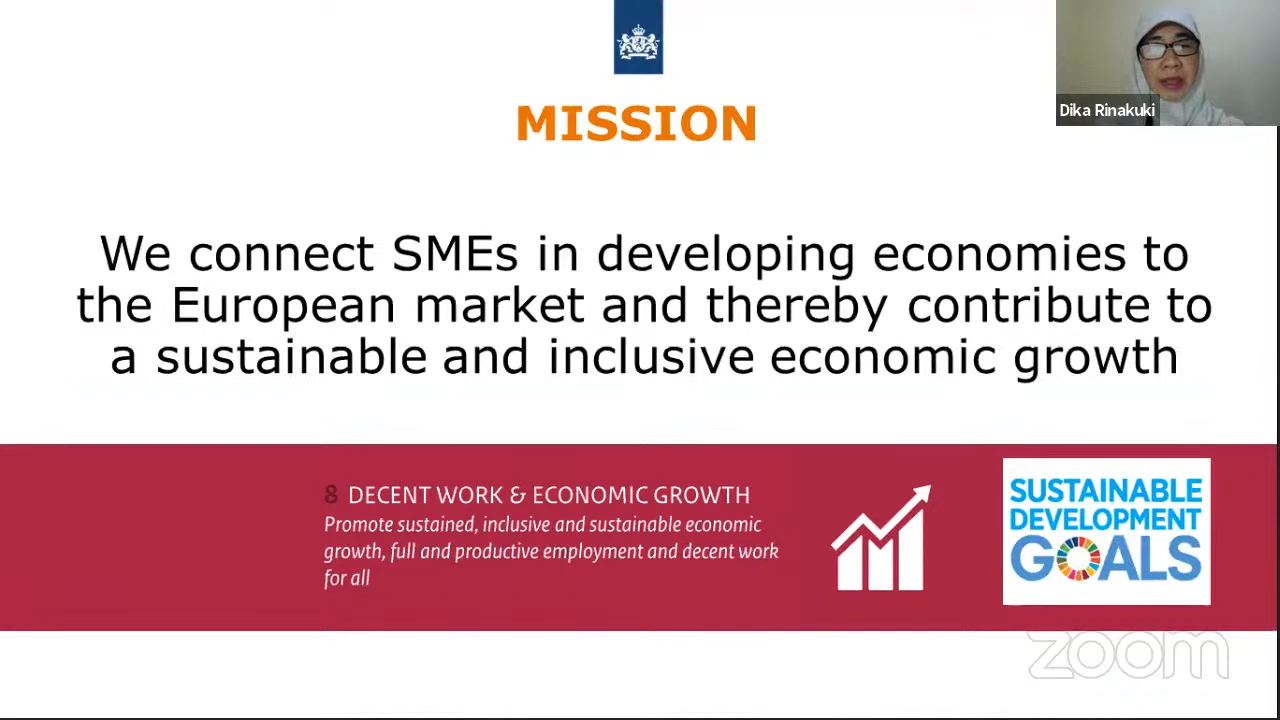 MISSION
Dika Rinakuki
We connect SMEs in developing economies to
the European market and thereby contribute to
a sustainable and inclusive economic growth
8 DECENT WORK & ECONOMIC GROWTH
Promote sustained, inclusive and sustainable economic
growth, full and productive employment and decent work
for all
SUSTAINABLE
DEVELOPMENT
GOALS
zoom